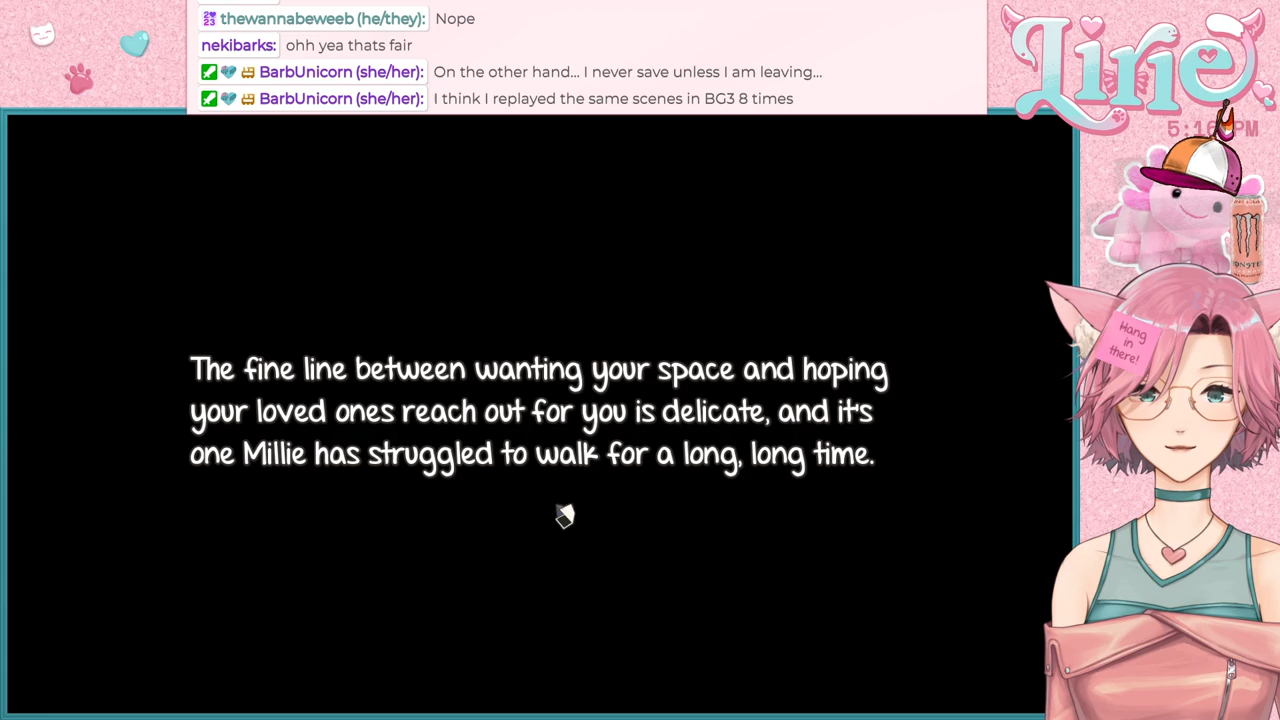 thewannabeweeb (he/they): Nope
nekibarks: ohh yea thats fair
BarbUnicorn (she/her): On the other hand... I never save unless I am leaving...
BarbUnicorn (she/her): I think I replayed the same scenes in BG3 8 times
Lirie
PM
Hang
in
there!
The fine line between wanting your space and hoping
your loved ones reach out for you is delicate, and it's
one Millie has struggled to walk for a long, long time.